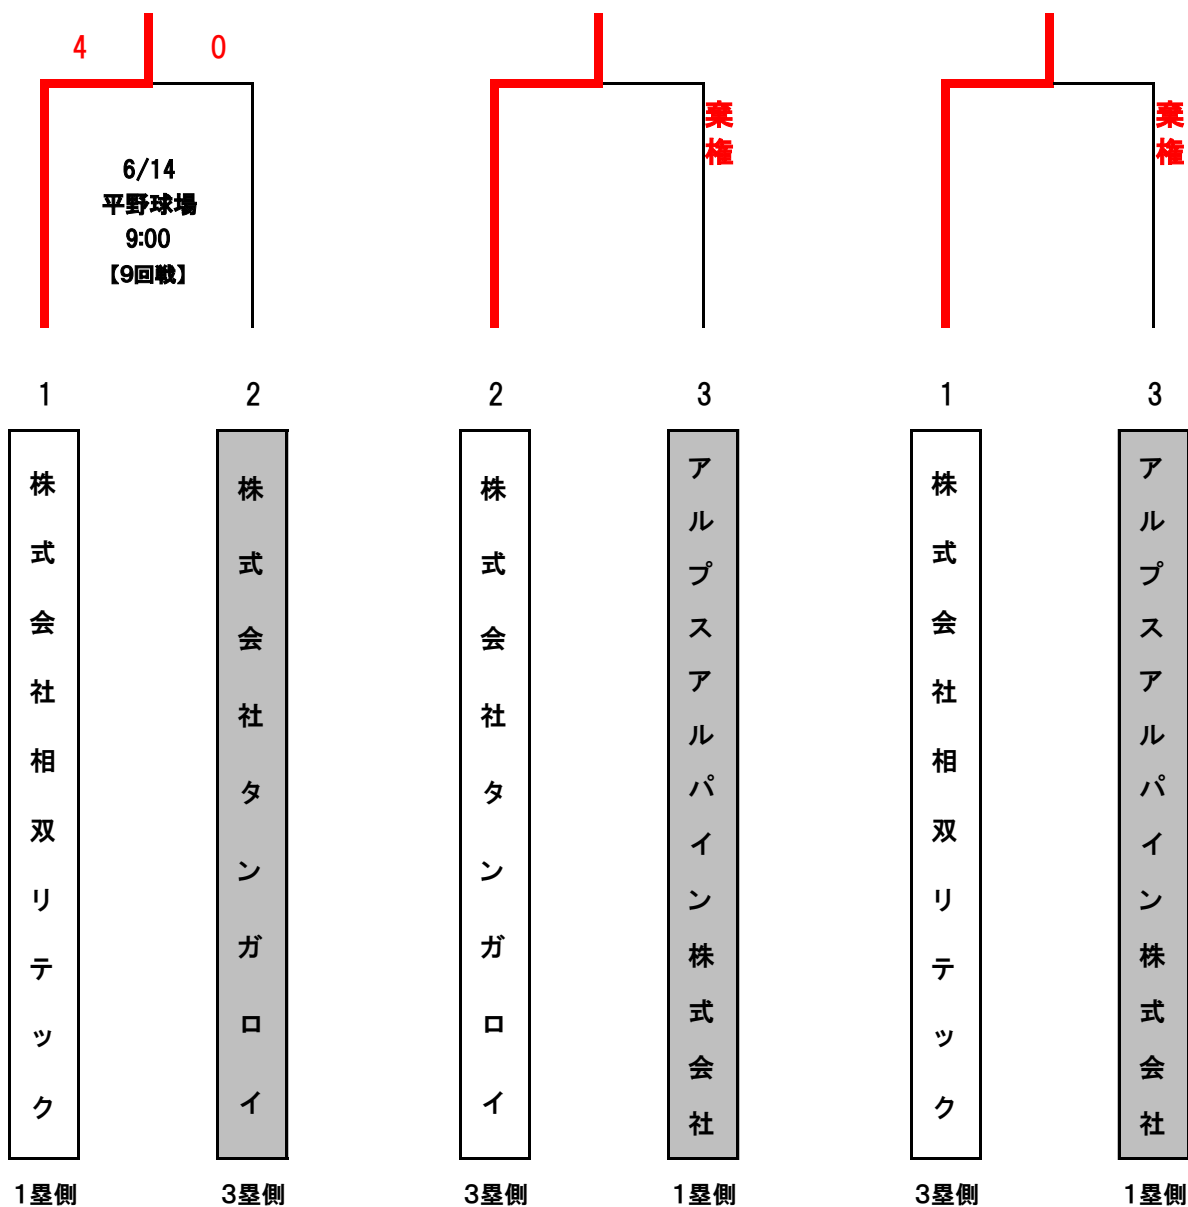 4 0
棄権
棄権
6/14
平野球場
9:00
【9回戦】
1 2 2 3 1 3
株式会社相双リテック
株式会社タンガロイ
株式会社タンガロイ
アルプスアルパイン株式会社
株式会社相双リテック
アルプスアルパイン株式会社
1塁側 3塁側 3塁側 1塁側 3塁側 1塁側